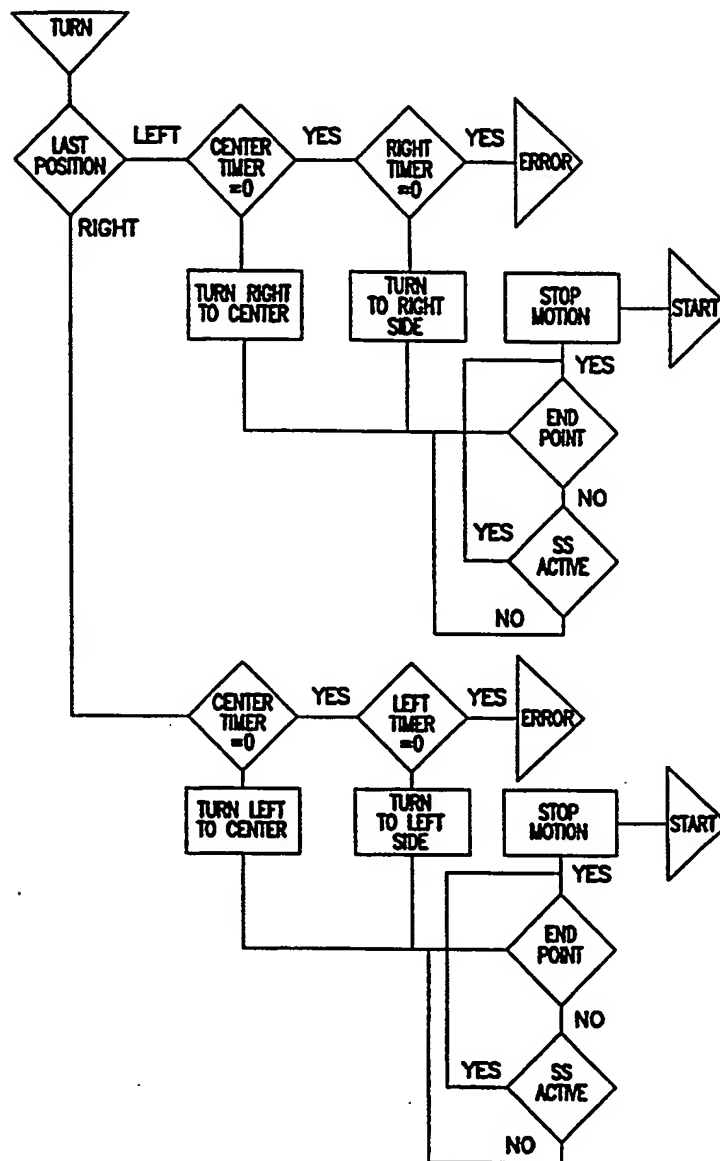 TURN
LAST
POSITION
LEFT
CENTER
TIMER
=0
YES
RIGHT
TIMER
=0
YES
ERROR
RIGHT
TURN RIGHT
TO CENTER
TURN
TO RIGHT
SIDE
STOP
MOTION
START
YES
END
POINT
NO
YES
SS
ACTIVE
NO
CENTER
TIMER
=0
YES
LEFT
TIMER
=0
YES
ERROR
TURN LEFT
TO CENTER
TURN
TO LEFT
SIDE
STOP
MOTION
START
YES
END
POINT
NO
YES
SS
ACTIVE
NO